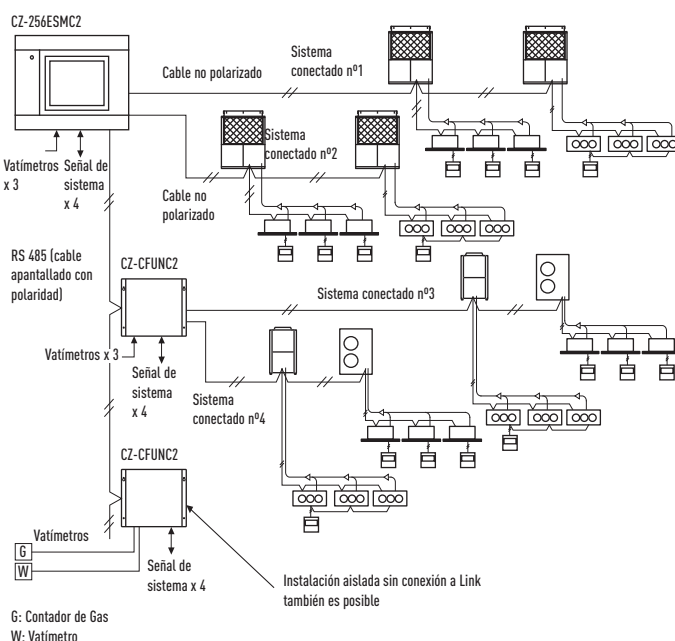 CZ-256ESMC2
Cable no polarizado
Sistema
conectado nº1
Sistema
conectado nº2
Vatímetros
x 3
Señal de
sistema
x 4
Cable no
polarizado
RS 485 (cable
apantallado con
polaridad)
CZ-CFUNC2
Sistema conectado nº3
Vatímetros x 3
Señal de
sistema
x 4
Sistema
conectado nº4
CZ-CFUNC2
Vatímetros
G
W
Señal de
sistema x 4
Instalación aislada sin conexión a Link
también es posible
G: Contador de Gas
W: Vatímetro